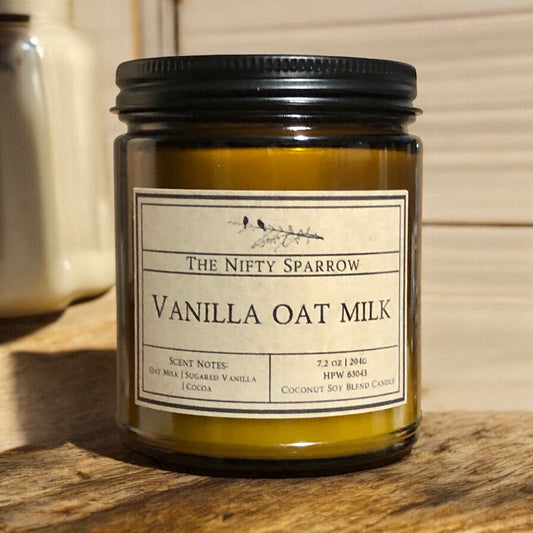 The Nifty Sparrow
Vanilla Oat Milk
Scent Notes:
Oat Milk | Sugared Vanilla
| Cocoa
7.2 oz | 204g
HPW 63043
Coconut Soy Blend Candle